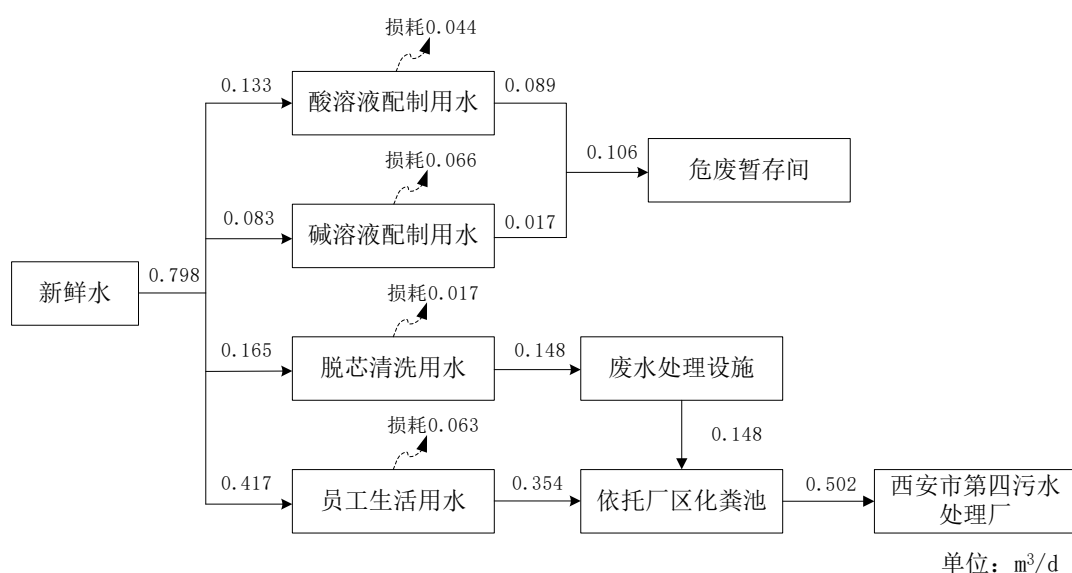 损耗0.044
0.133
酸溶液配制用水
0.089
损耗0.066
0.106
危废暂存间
0.083
碱溶液配制用水
0.017
新鲜水
0.798
损耗0.017
0.165
脱芯清洗用水
0.148
废水处理设施
损耗0.063
0.148
0.417
员工生活用水
0.354
依托厂区化粪池
0.502
西安市第四污水
处理厂
单位：m³/d